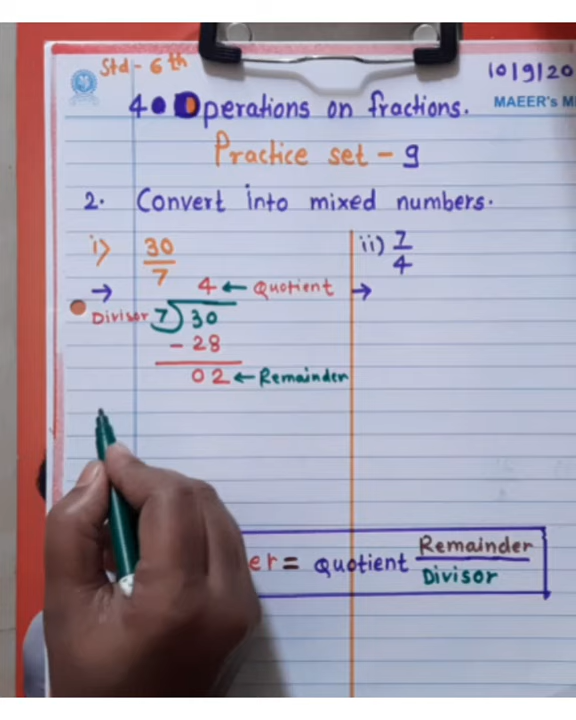 Std - 6th
10|9|20
4. Operations on fractions.
MAEER's MI
Practice set - 9
2. Convert into mixed numbers.
i) 30/7
ii) 7/4
→ 4 ← Quotient →
Divisor 7) 30
- 28
02 ← Remainder
er = Quotient Remainder/Divisor